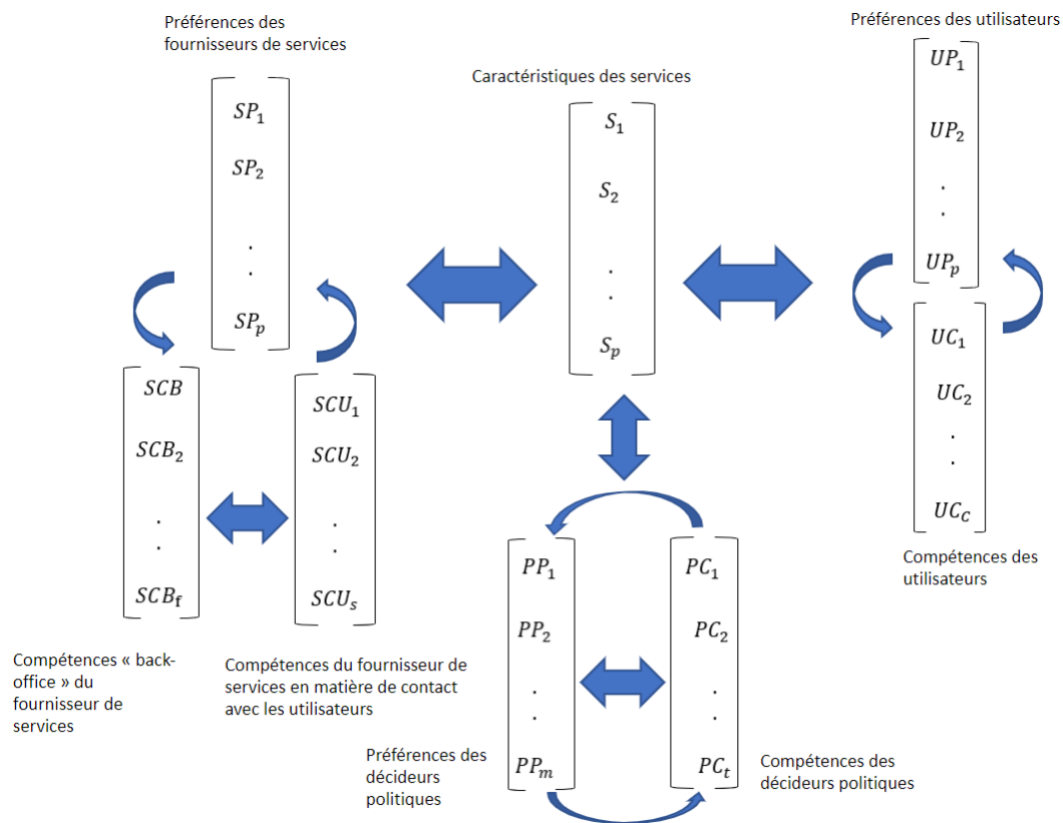 Préférences des
fournisseurs de services
SP₁
SP₂
.
.
SPₚ
SCB
SCB₂
.
.
SCB_f
Compétences « back-
office » du
fournisseur de
services
SCU₁
SCU₂
.
.
SCUₛ
Compétences du fournisseur de
services en matière de contact
avec les utilisateurs
Caractéristiques des services
S₁
S₂
.
.
Sₚ
PP₁
PP₂
.
.
PPₘ
Préférences des
décideurs
politiques
PC₁
PC₂
.
.
PCₜ
Compétences des
décideurs politiques
Préférences des utilisateurs
UP₁
UP₂
.
.
UPₚ
UC₁
UC₂
.
.
UC_C
Compétences des
utilisateurs